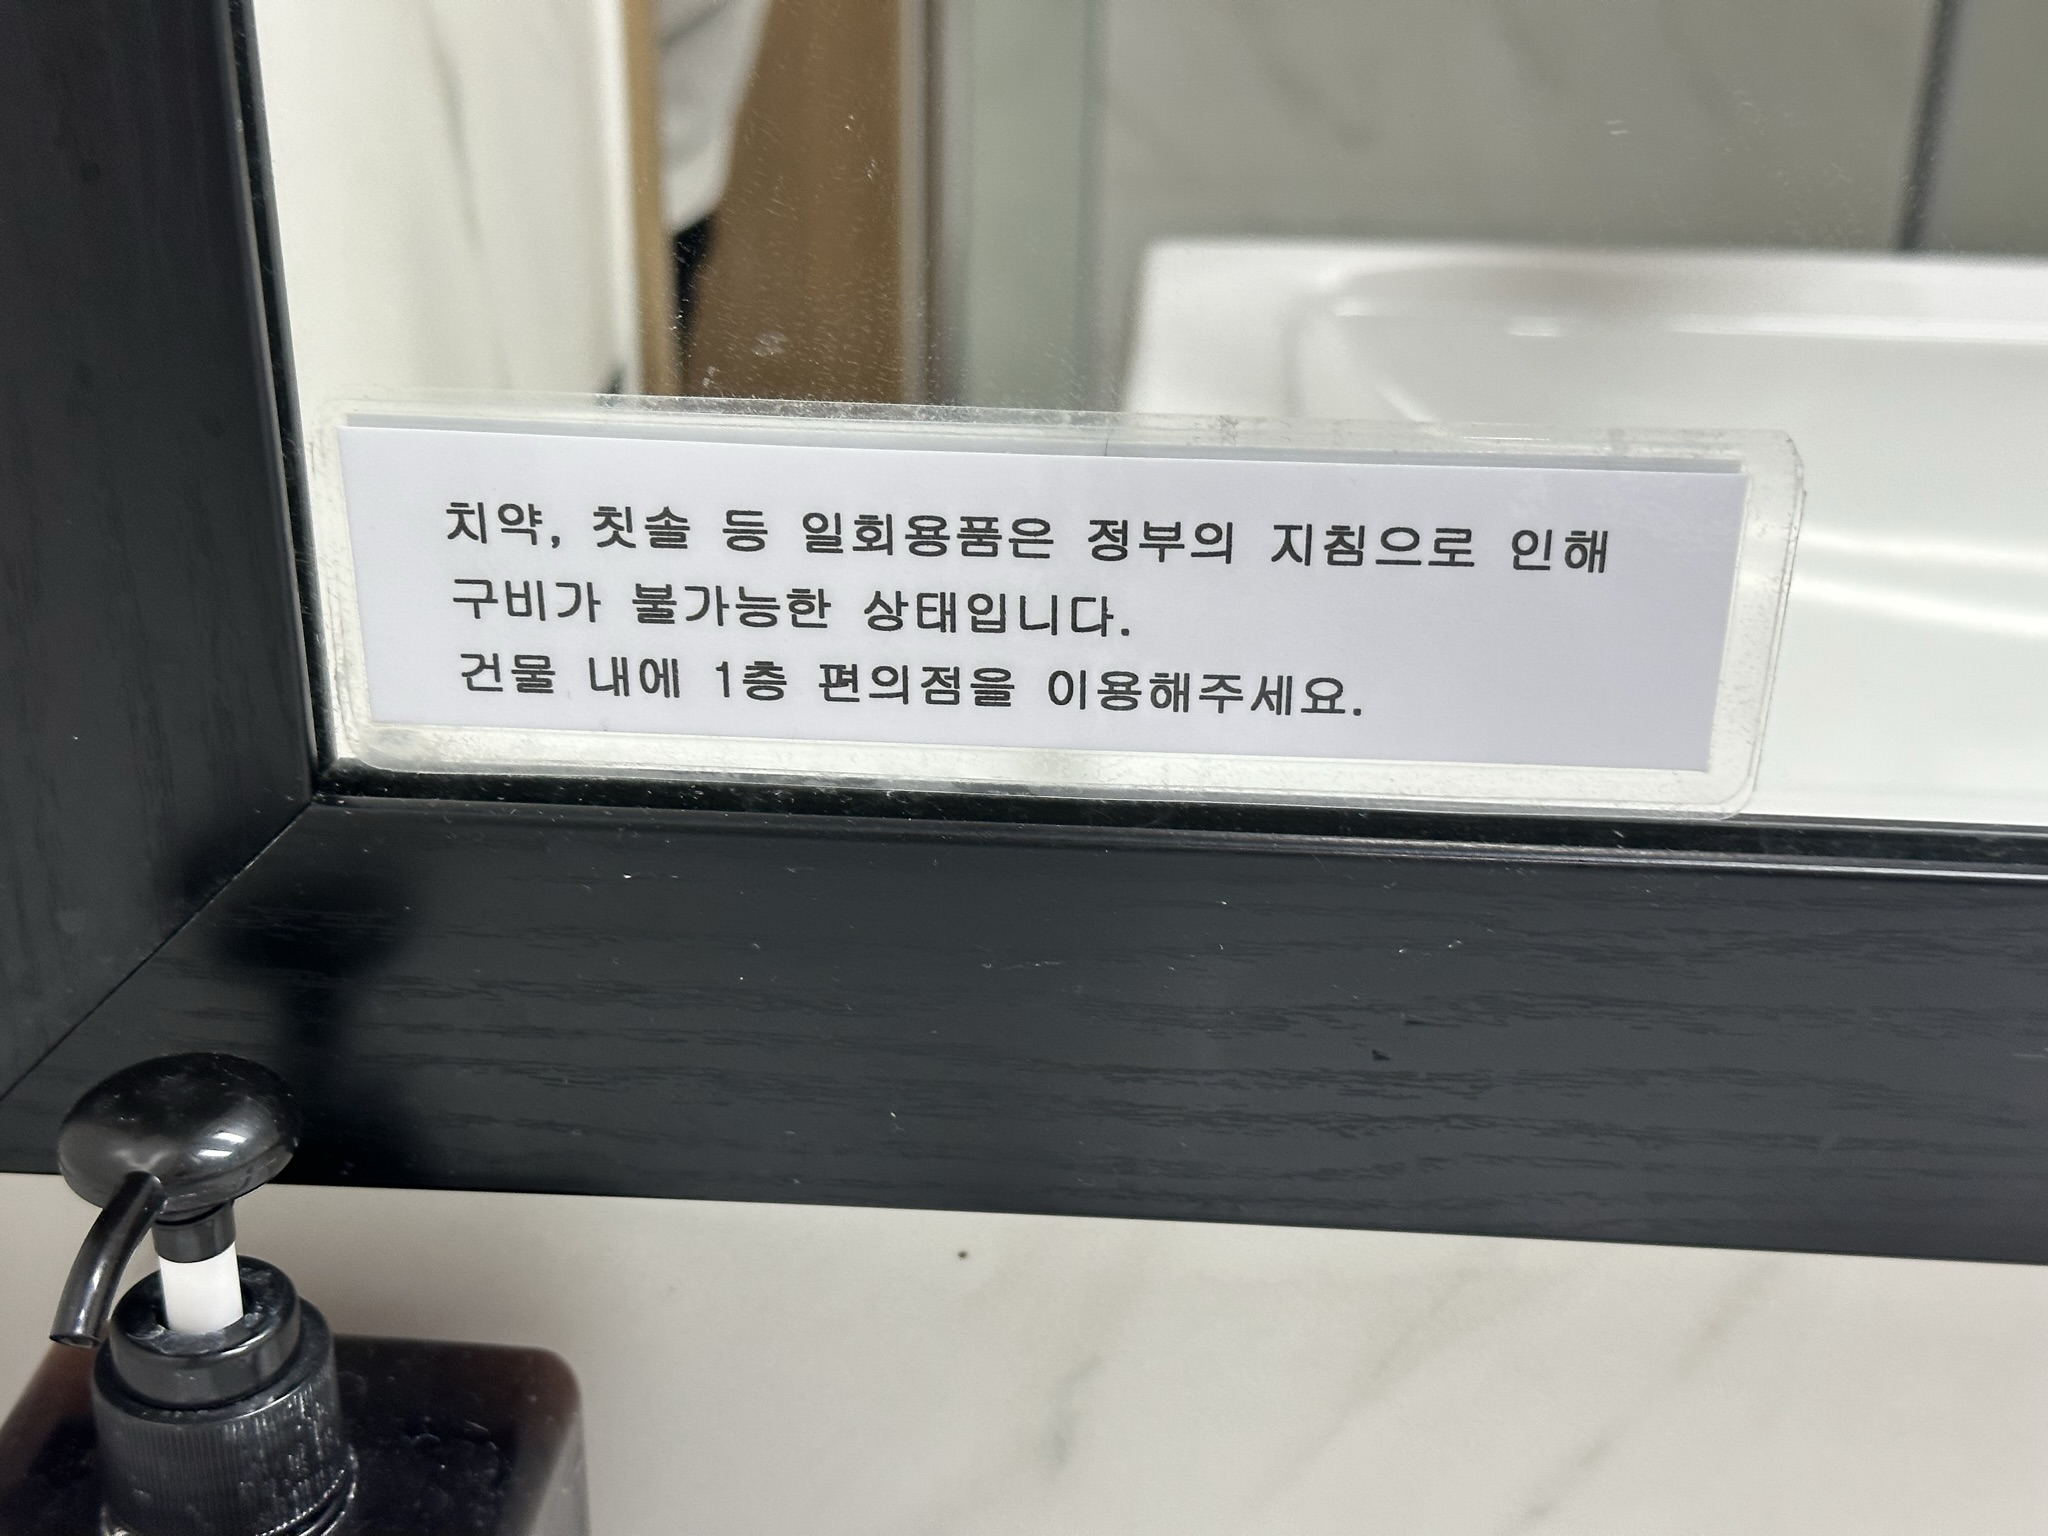 치약, 칫솔 등 일회용품은 정부의 지침으로 인해
구비가 불가능한 상태입니다.
건물 내에 1층 편의점을 이용해주세요.